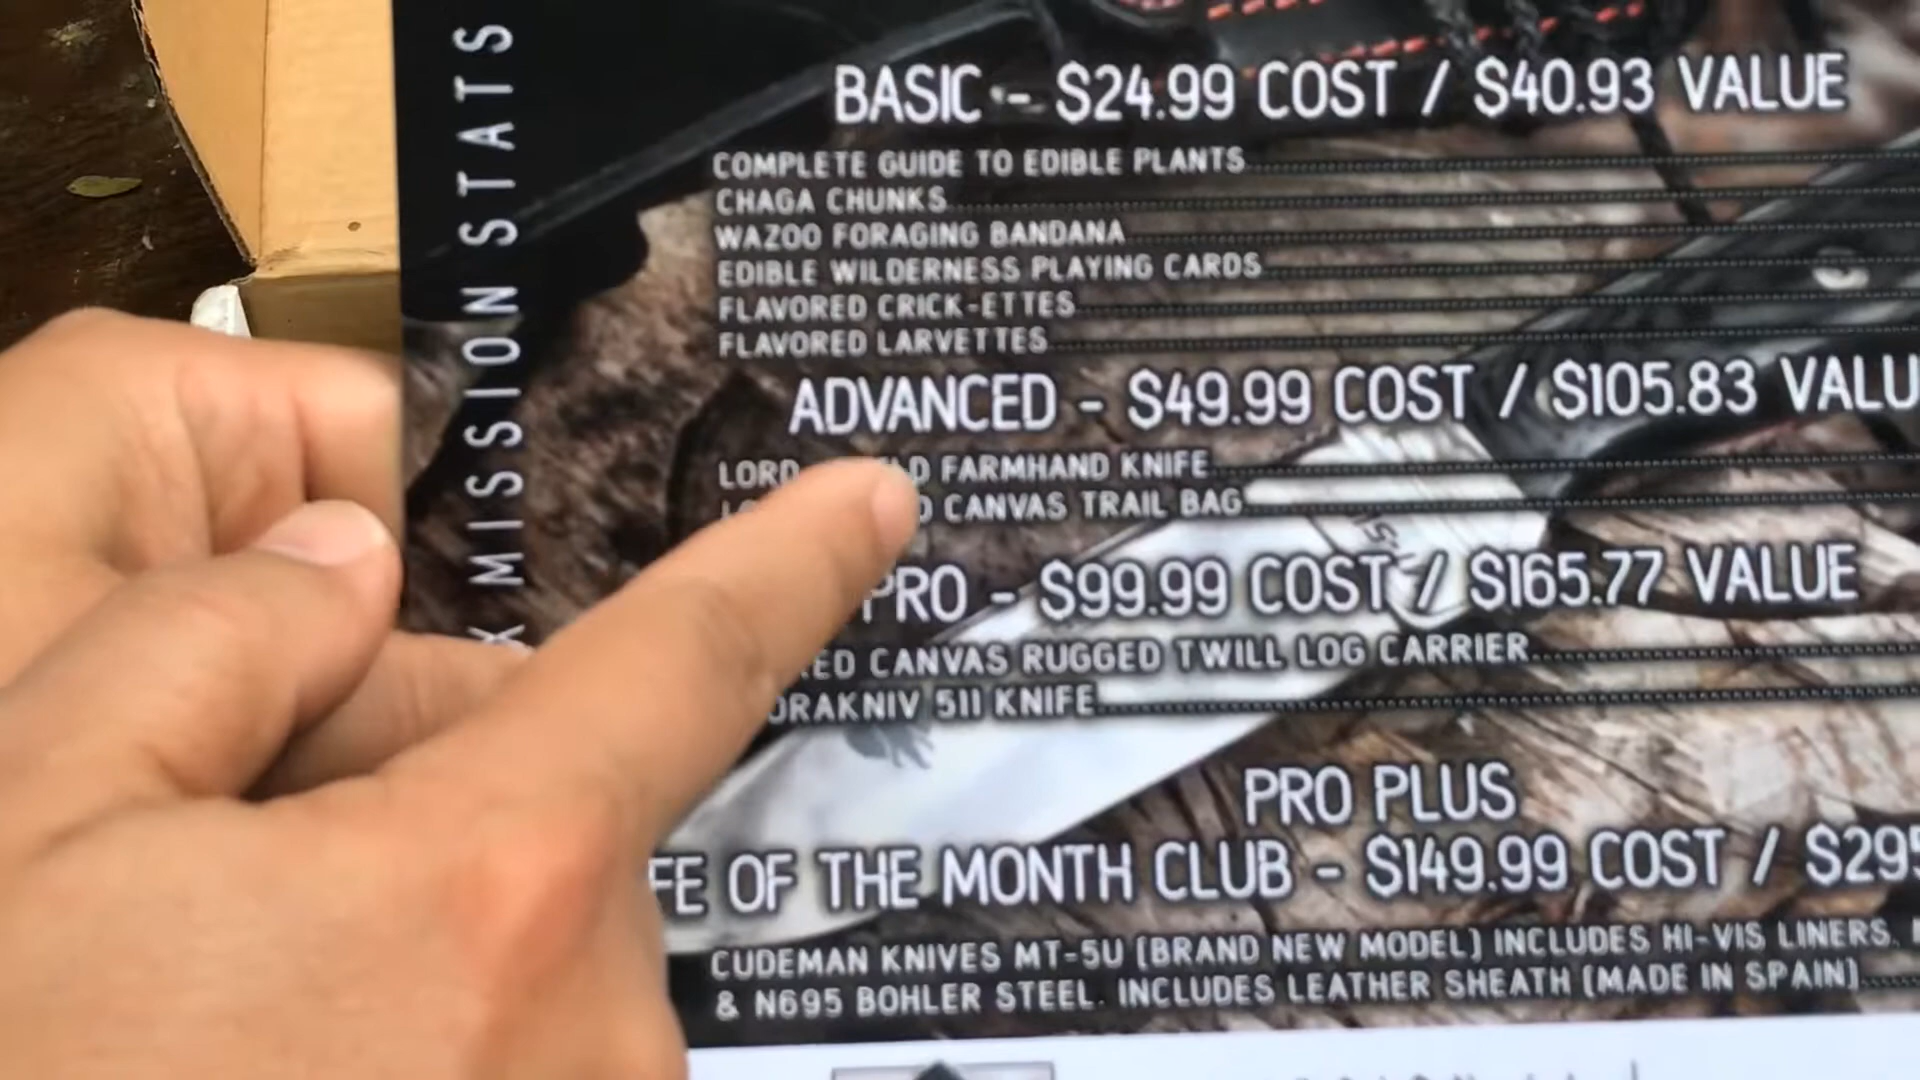 MISSION STATS
BASIC - $24.99 COST / $40.93 VALUE
COMPLETE GUIDE TO EDIBLE PLANTS
CHAGA CHUNKS
WAZOO FORAGING BANDANA
EDIBLE WILDERNESS PLAYING CARDS
FLAVORED CRICK-ETTES
FLAVORED LARVETTES
ADVANCED - $49.99 COST / $105.83 VALU
LORD FARMHAND KNIFE
CANVAS TRAIL BAG
PRO - $99.99 COST / $165.77 VALUE
CANVAS RUGGED TWILL LOG CARRIER
ORAKNIV 511 KNIFE
PRO PLUS
FE OF THE MONTH CLUB - $149.99 COST / $295
CUDEMAN KNIVES MT-5U (BRAND NEW MODEL) INCLUDES HI-VIS LINERS.
& N695 BOHLER STEEL. INCLUDES LEATHER SHEATH (MADE IN SPAIN)